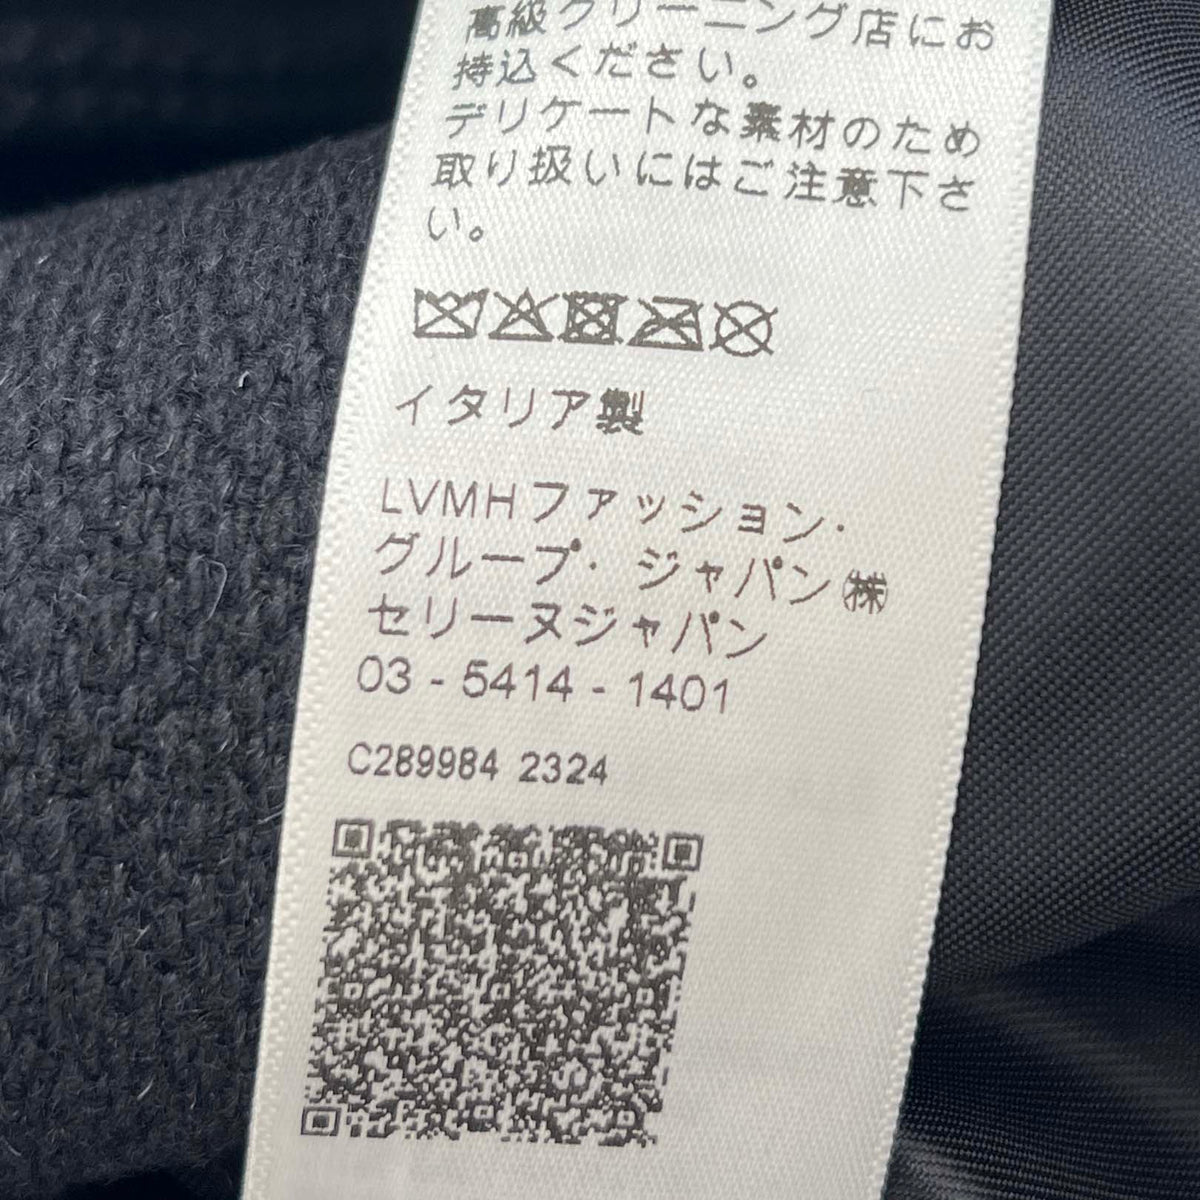 高級クリーニング店にお
持込ください。
デリケートな素材のため
取り扱いにはご注意下さ
い。
イタリア製
LVMHファッション・
グループ・ジャパン㈱
セリーヌジャパン
03 - 5414 - 1401
C289984 2324